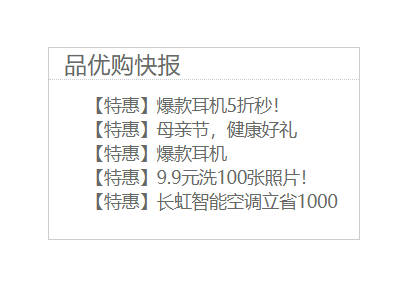 品优购快报
【特惠】爆款耳机5折秒！
【特惠】母亲节，健康好礼
【特惠】爆款耳机
【特惠】9.9元洗100张照片！
【特惠】长虹智能空调立省1000